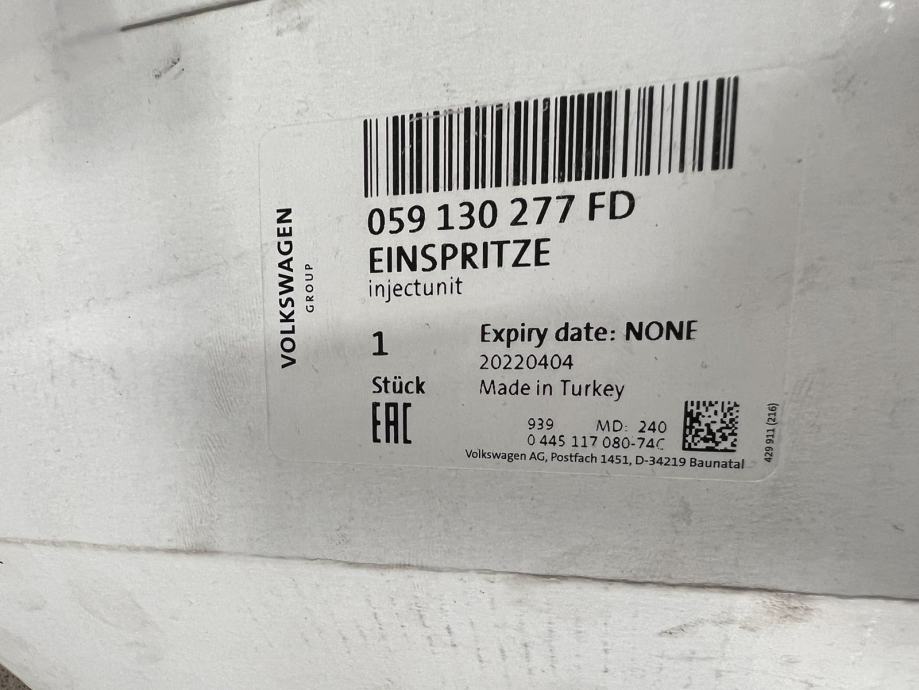 VOLKSWAGEN
GROUP
059 130 277 FD
EINSPRITZE
injectunit
1
Stück
EAC
Expiry date: NONE
20220404
Made in Turkey
939 MD: 240
0 445 117 080-74C
Volkswagen AG, Postfach 1451, D-34219 Baunatal
429 911 (216)